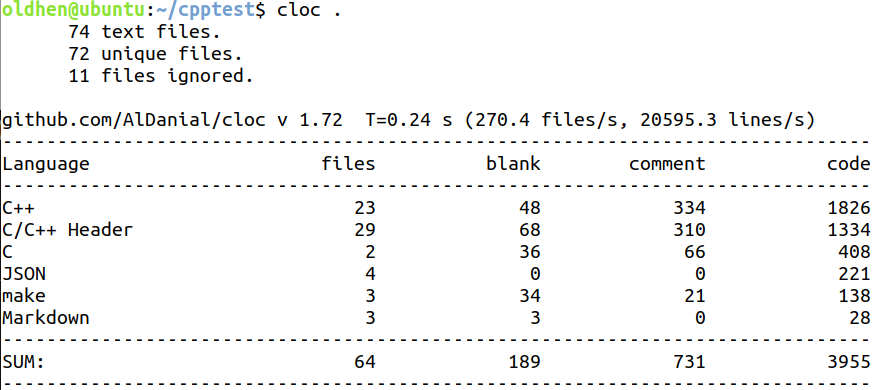 oldhen@ubuntu:~/cpptest$ cloc .
      74 text files.
      72 unique files.
      11 files ignored.
github.com/AlDanial/cloc v 1.72  T=0.24 s (270.4 files/s, 20595.3 lines/s)
-------------------------------------------------------------------------------
Language                     files          blank        comment           code
-------------------------------------------------------------------------------
C++                             23             48            334           1826
C/C++ Header                    29             68            310           1334
C                                2             36             66            408
JSON                             4              0              0            221
make                             3             34             21            138
Markdown                         3              3              0             28
-------------------------------------------------------------------------------
SUM:                            64            189            731           3955
-------------------------------------------------------------------------------